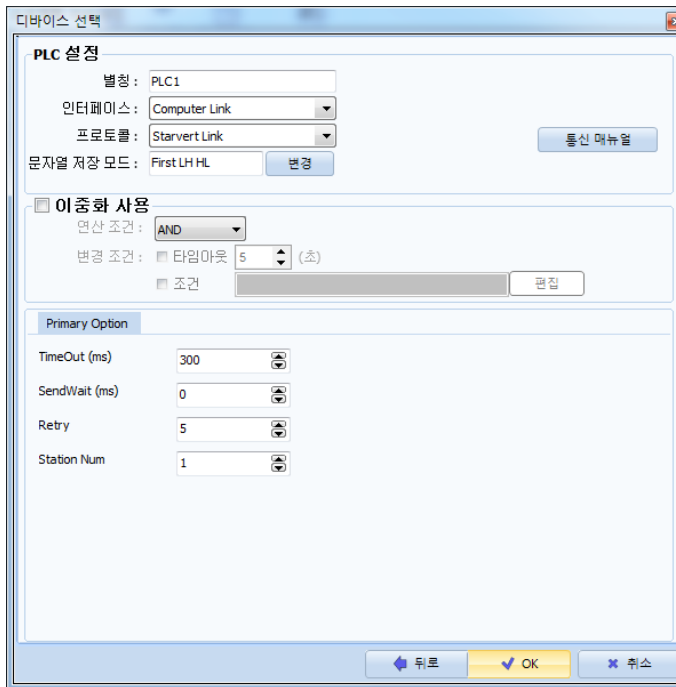 디바이스 선택
PLC 설정
별칭 : PLC1
인터페이스 : Computer Link
프로토콜 : Starvert Link
통신 매뉴얼
문자열 저장 모드 : First LH HL 변경
이중화 사용
연산 조건 : AND
변경 조건 : 타임아웃 5 (초)
조건 편집
Primary Option
TimeOut (ms) 300
SendWait (ms) 0
Retry 5
Station Num 1
뒤로 OK 취소